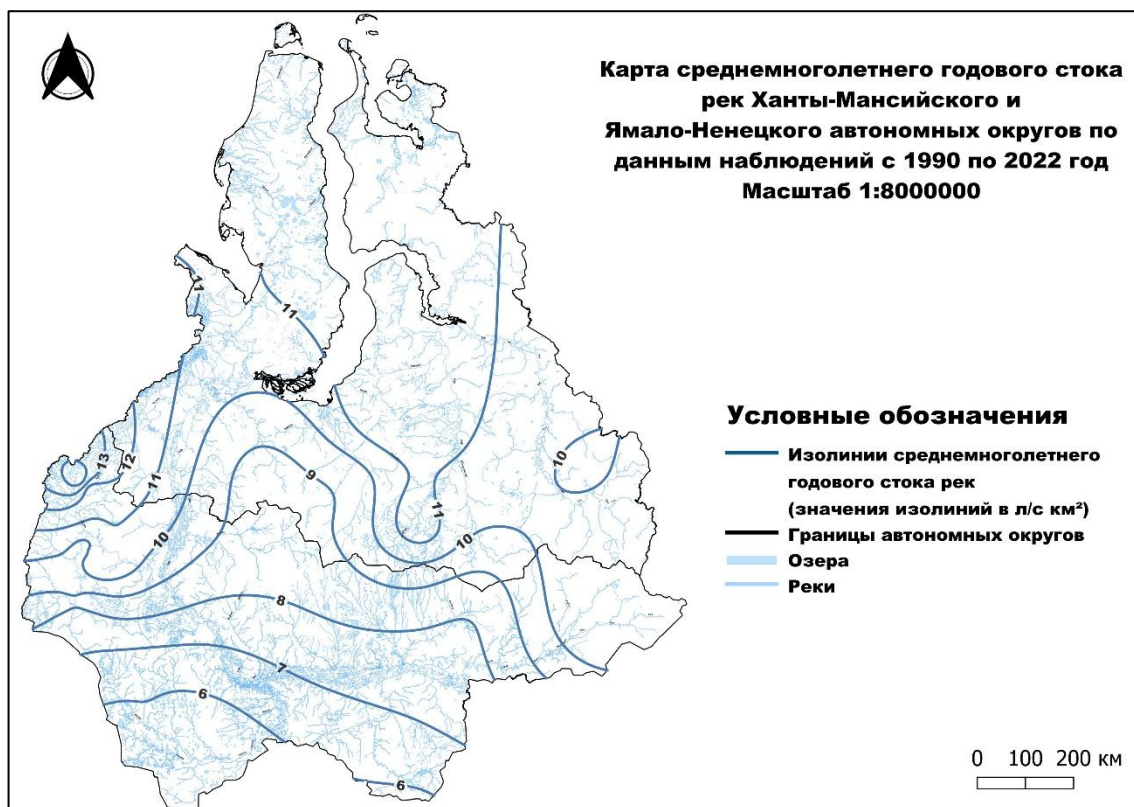 Карта среднемноголетнего годового стока
рек Ханты-Мансийского и
Ямало-Ненецкого автономных округов по
данным наблюдений с 1990 по 2022 год
Масштаб 1:8000000
11
11
Условные обозначения
Изолинии среднемноголетнего
годового стока рек
(значения изолиний в л/с км²)
Границы автономных округов
Озера
Реки
13
12
11
9
10
11
10
10
8
7
6
6
0 100 200 км